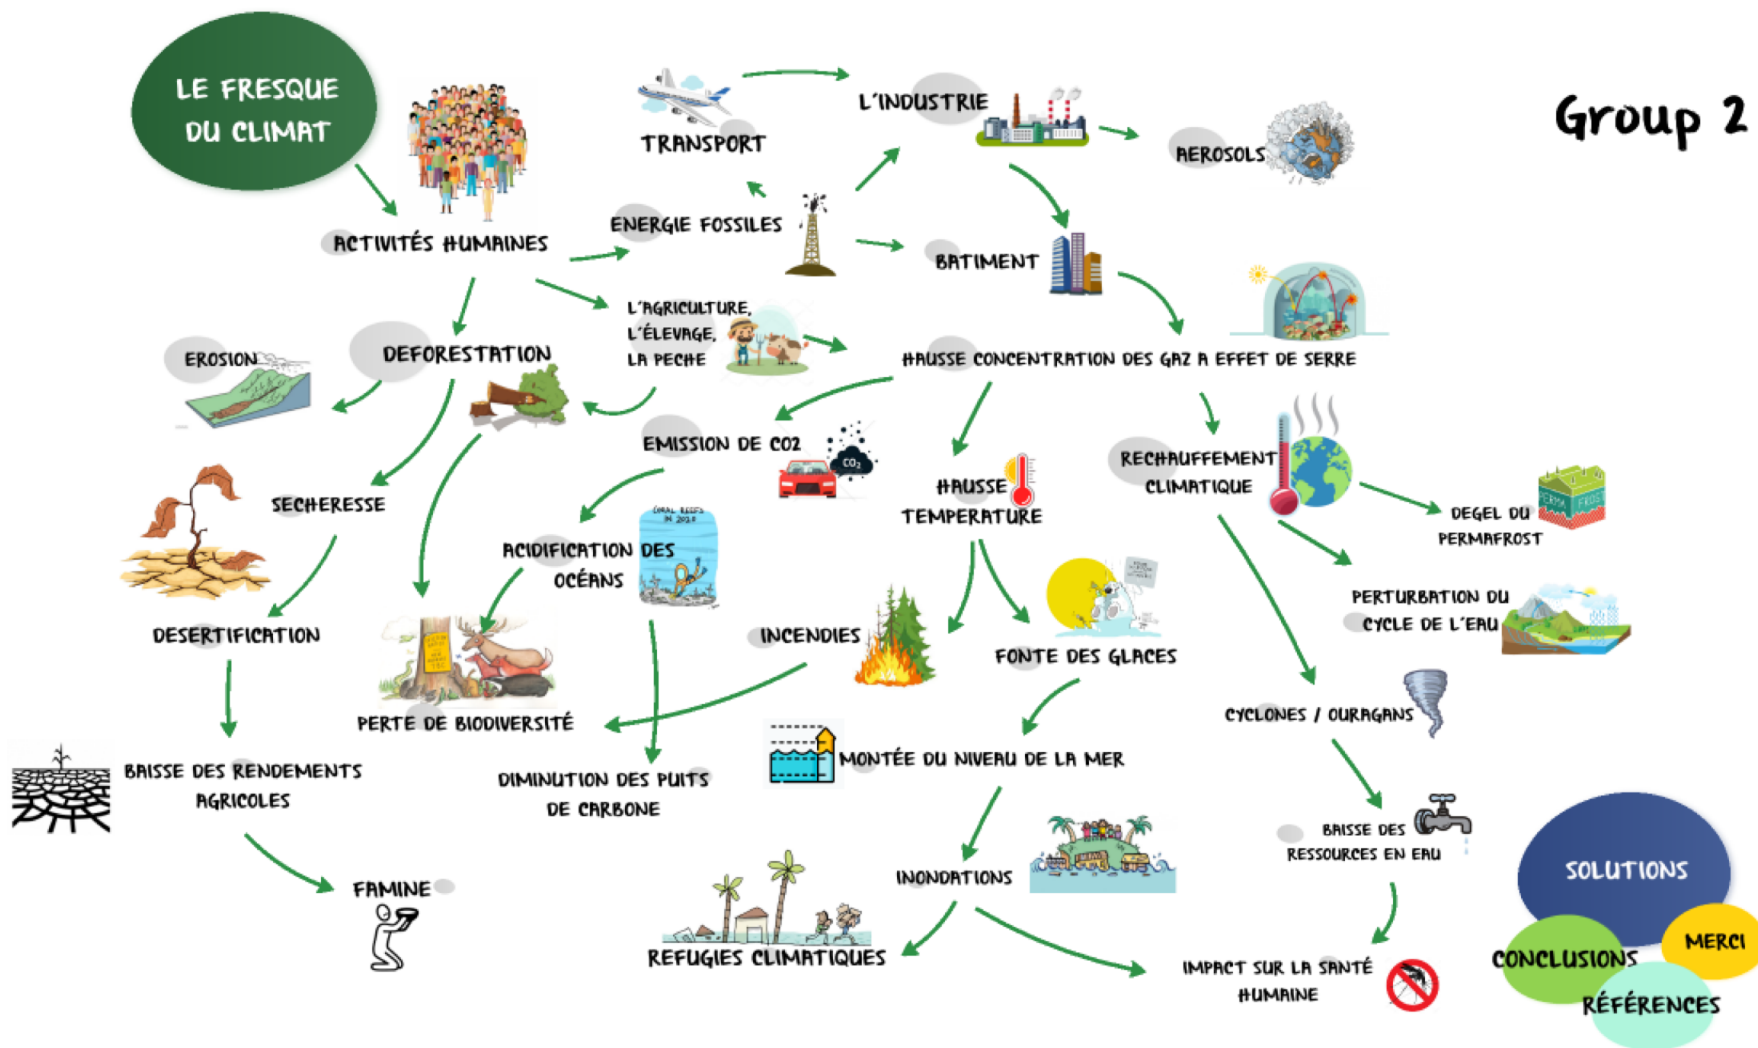 LE FRESQUE
DU CLIMAT
Group 2
TRANSPORT
L'INDUSTRIE
AEROSOLS
ACTIVITÉS HUMAINES
ENERGIE FOSSILES
BATIMENT
L'AGRICULTURE,
L'ÉLEVAGE,
LA PECHE
EROSION
DEFORESTATION
HAUSSE CONCENTRATION DES GAZ A EFFET DE SERRE
EMISSION DE CO2
CO2
SECHERESSE
HAUSSE
TEMPERATURE
RECHAUFFEMENT
CLIMATIQUE
PERMA FROST
DEGEL DU
PERMAFROST
CORAL REEFS
IN 2020
ACIDIFICATION DES
OCÉANS
DESERTIFICATION
INCENDIES
FONTE DES GLACES
PERTURBATION DU
CYCLE DE L'EAU
PERTE DE BIODIVERSITÉ
CYCLONES / OURAGANS
BAISSE DES RENDEMENTS
AGRICOLES
DIMINUTION DES PUITS
DE CARBONE
MONTÉE DU NIVEAU DE LA MER
BAISSE DES
RESSOURCES EN EAU
FAMINE
INONDATIONS
REFUGIES CLIMATIQUES
IMPACT SUR LA SANTÉ
HUMAINE
SOLUTIONS
CONCLUSIONS
MERCI
RÉFÉRENCES